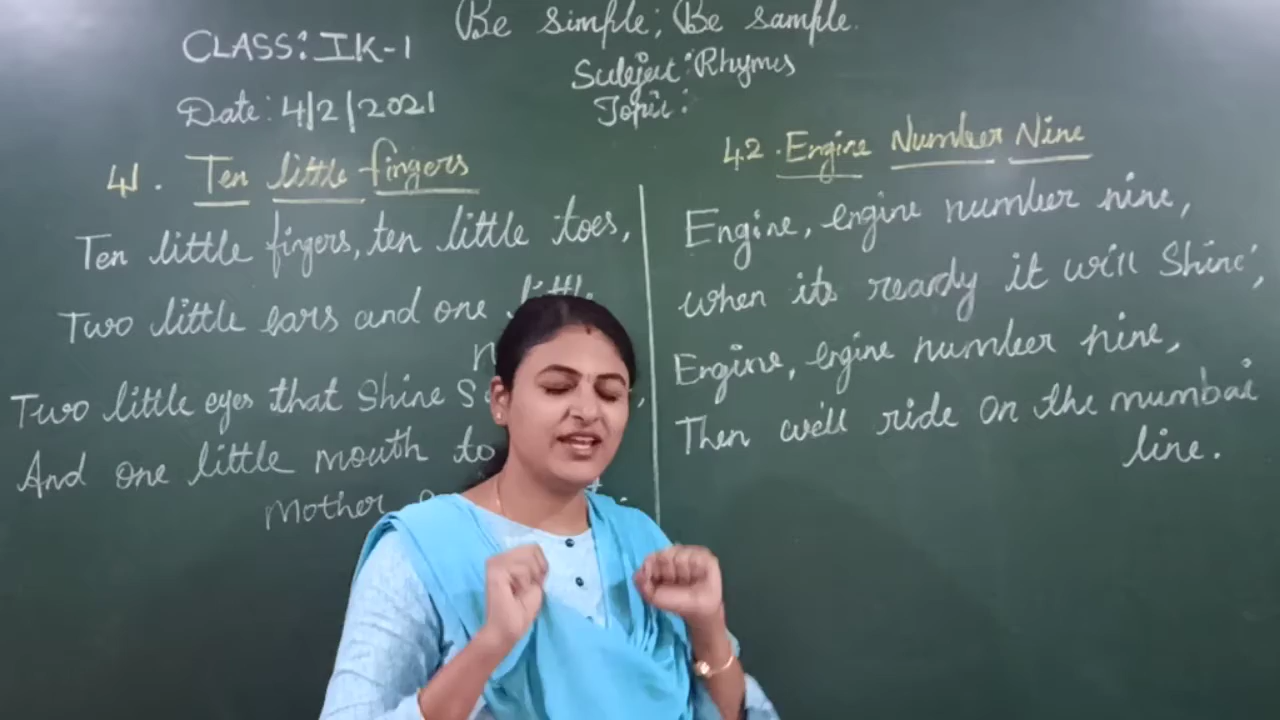 Be simple; Be sample.
CLASS: IK-1
Subject: Rhymes
Date: 4/2/2021
Topic:
41. Ten little fingers
Ten little fingers, ten little toes,
Two little ears and one little
Two little eyes that Shine
And one little mouth to
Mother
42. Engine Number Nine
Engine, engine number nine,
when its ready it will Shine,
Engine, engine number nine,
Then we'll ride on the mumbai
line.